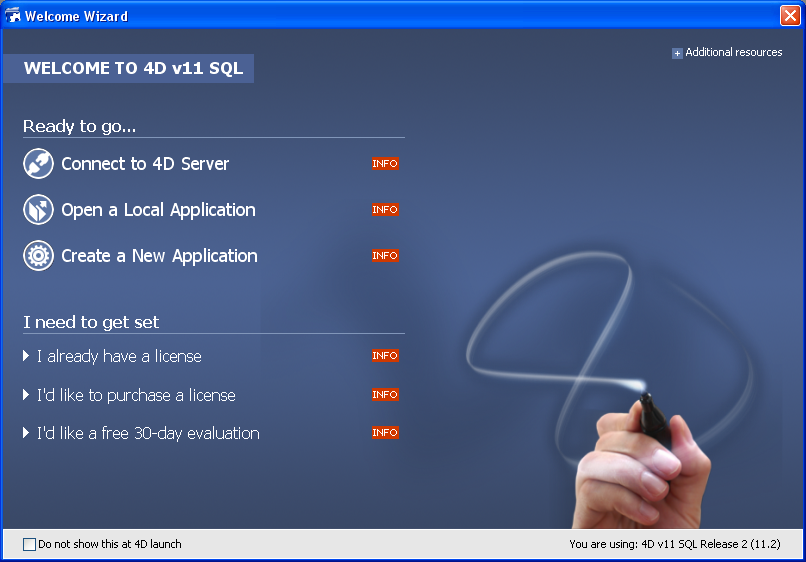 Welcome Wizard
Additional resources
WELCOME TO 4D v11 SQL
Ready to go...
Connect to 4D Server INFO
Open a Local Application INFO
Create a New Application INFO
I need to get set
I already have a license INFO
I'd like to purchase a license INFO
I'd like a free 30-day evaluation INFO
Do not show this at 4D launch
You are using: 4D v11 SQL Release 2 (11.2)